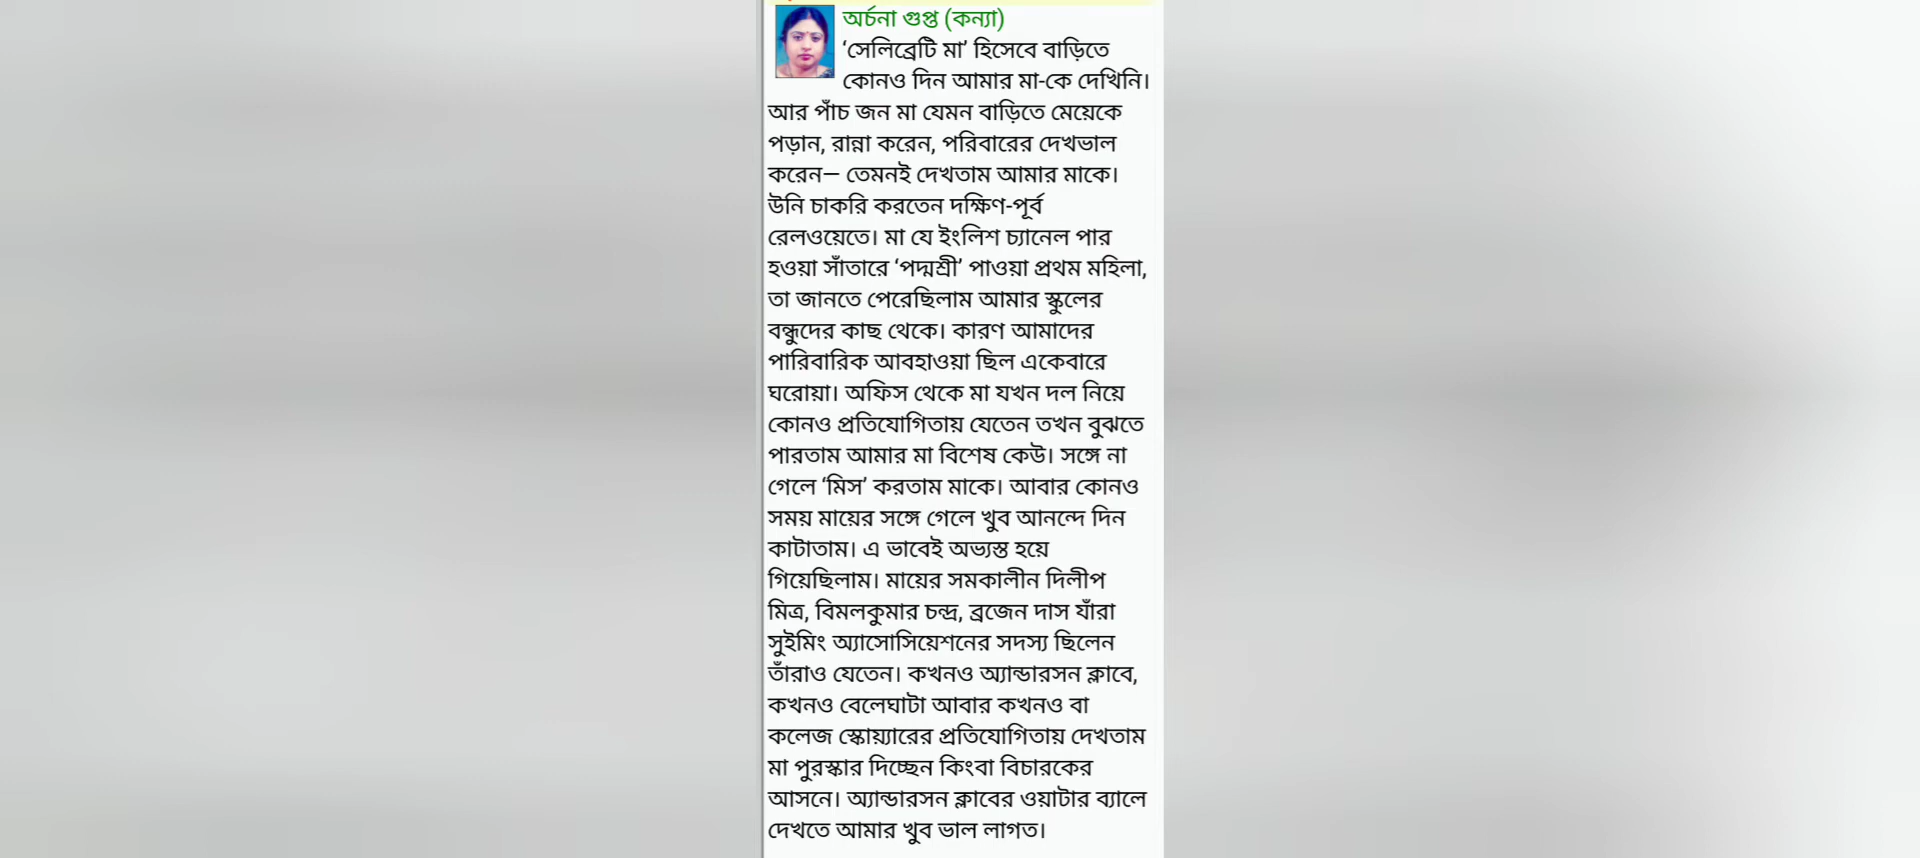 অর্চনা গুপ্ত (কন্যা)
‘সেলিব্রেটি মা’ হিসেবে বাড়িতে
কোনও দিন আমার মা-কে দেখিনি।
আর পাঁচ জন মা যেমন বাড়িতে মেয়েকে
পড়ান, রান্না করেন, পরিবারের দেখভাল
করেন— তেমনই দেখতাম আমার মাকে।
উনি চাকরি করতেন দক্ষিণ-পূর্ব
রেলওয়েতে। মা যে ইংলিশ চ্যানেল পার
হওয়া সাঁতারে ‘পদ্মশ্রী’ পাওয়া প্রথম মহিলা,
তা জানতে পেরেছিলাম আমার স্কুলের
বন্ধুদের কাছ থেকে। কারণ আমাদের
পারিবারিক আবহাওয়া ছিল একেবারে
ঘরোয়া। অফিস থেকে মা যখন দল নিয়ে
কোনও প্রতিযোগিতায় যেতেন তখন বুঝতে
পারতাম আমার মা বিশেষ কেউ। সঙ্গে না
গেলে ‘মিস’ করতাম মাকে। আবার কোনও
সময় মায়ের সঙ্গে গেলে খুব আনন্দে দিন
কাটাতাম। এ ভাবেই অভ্যস্ত হয়ে
গিয়েছিলাম। মায়ের সমকালীন দিলীপ
মিত্র, বিমলকুমার চন্দ্র, ব্রজেন দাস যাঁরা
সুইমিং অ্যাসোসিয়েশনের সদস্য ছিলেন
তাঁরাও যেতেন। কখনও অ্যান্ডারসন ক্লাবে,
কখনও বেলেঘাটা আবার কখনও বা
কলেজ স্কোয়্যারের প্রতিযোগিতায় দেখতাম
মা পুরস্কার দিচ্ছেন কিংবা বিচারকের
আসনে। অ্যান্ডারসন ক্লাবের ওয়াটার ব্যালে
দেখতে আমার খুব ভাল লাগত।